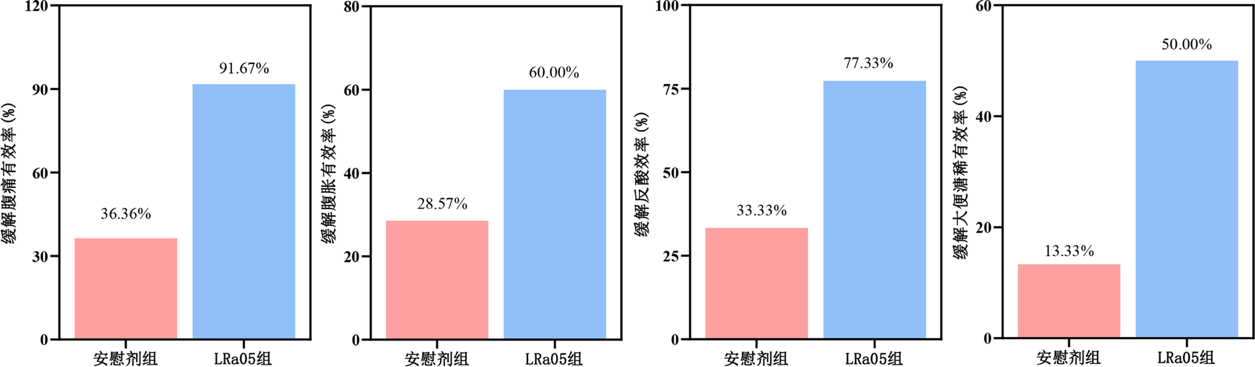 缓解腹痛有效率(%)
120
90
60
30
0
36.36%
91.67%
安慰剂组
LRa05组
缓解腹胀有效率(%)
80
60
40
20
0
28.57%
60.00%
安慰剂组
LRa05组
缓解反酸效率(%)
100
75
50
25
0
33.33%
77.33%
安慰剂组
LRa05组
缓解大便溏稀有效率(%)
60
40
20
0
13.33%
50.00%
安慰剂组
LRa05组